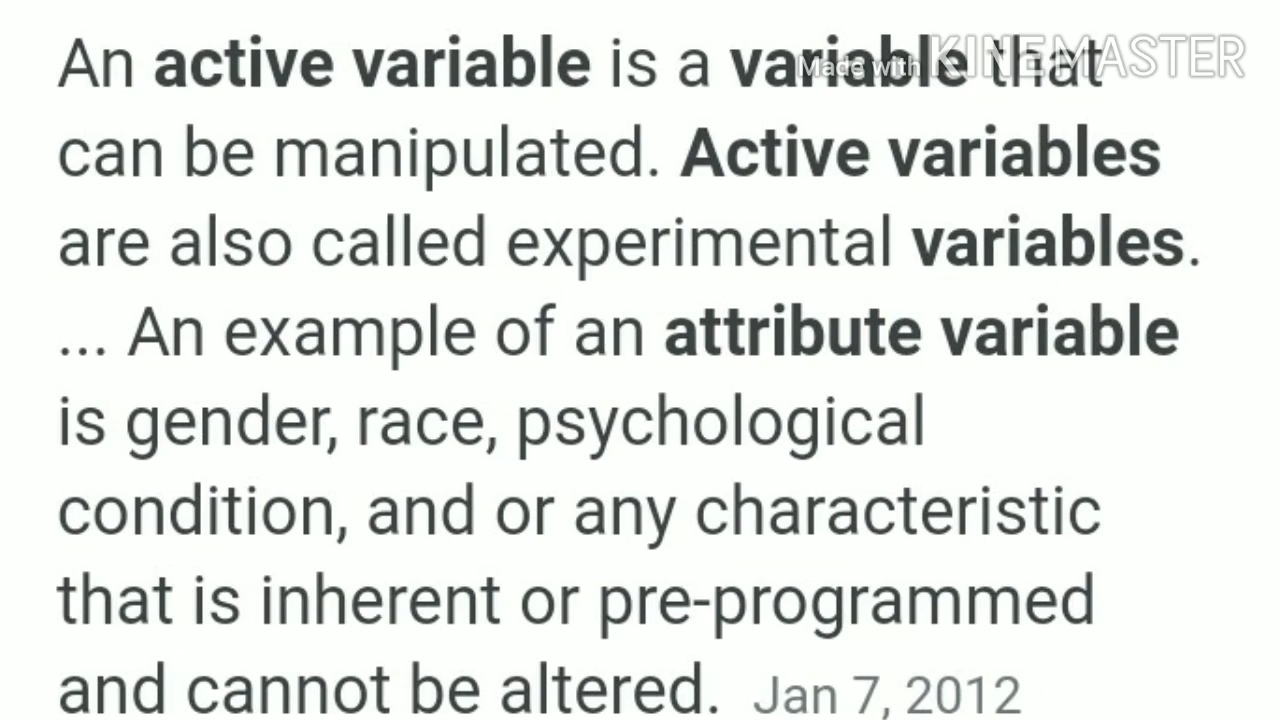 An active variable is a variable that
Made with KINEMASTER
can be manipulated. Active variables
are also called experimental variables.
... An example of an attribute variable
is gender, race, psychological
condition, and or any characteristic
that is inherent or pre-programmed
and cannot be altered. Jan 7, 2012